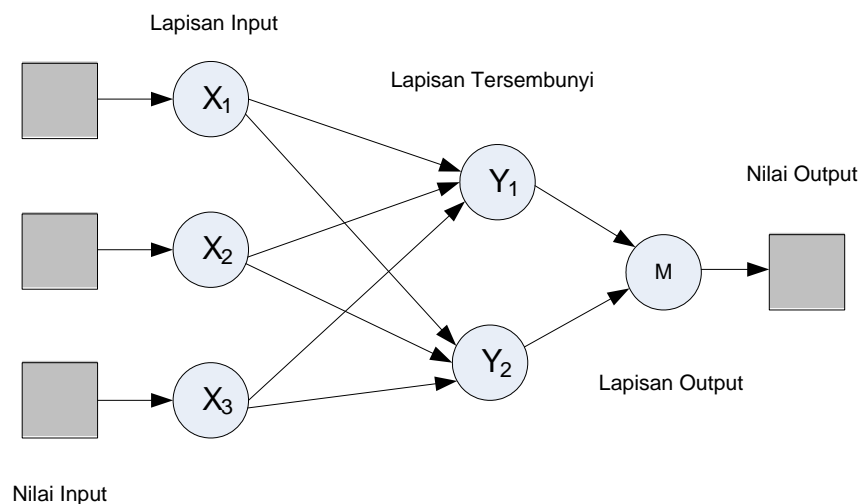 Lapisan Input
Lapisan Tersembunyi
X1
Y1
Nilai Output
X2
M
Y2
Lapisan Output
X3
Nilai Input